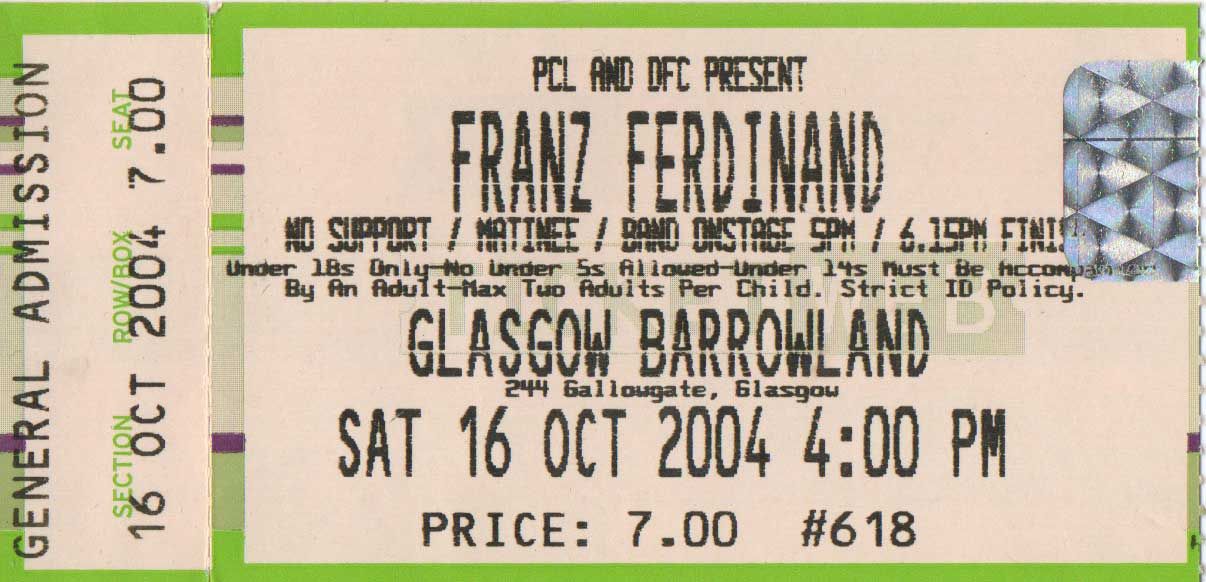 GENERAL ADMISSION
SECTION ROW/BOX SEAT
16 OCT 2004 7.00
PCL AND DFC PRESENT
FRANZ FERDINAND
NO SUPPORT / MATINEE / BAND ONSTAGE 5PM / 6.15PM FINIS
Under 18s Only-No Under 5s Allowed-Under 14s Must Be Accompa
By An Adult-Max Two Adults Per Child. Strict ID Policy.
GLASGOW BARROWLAND
244 Gallowgate, Glasgow
SAT 16 OCT 2004 4:00 PM
PRICE: 7.00 #618